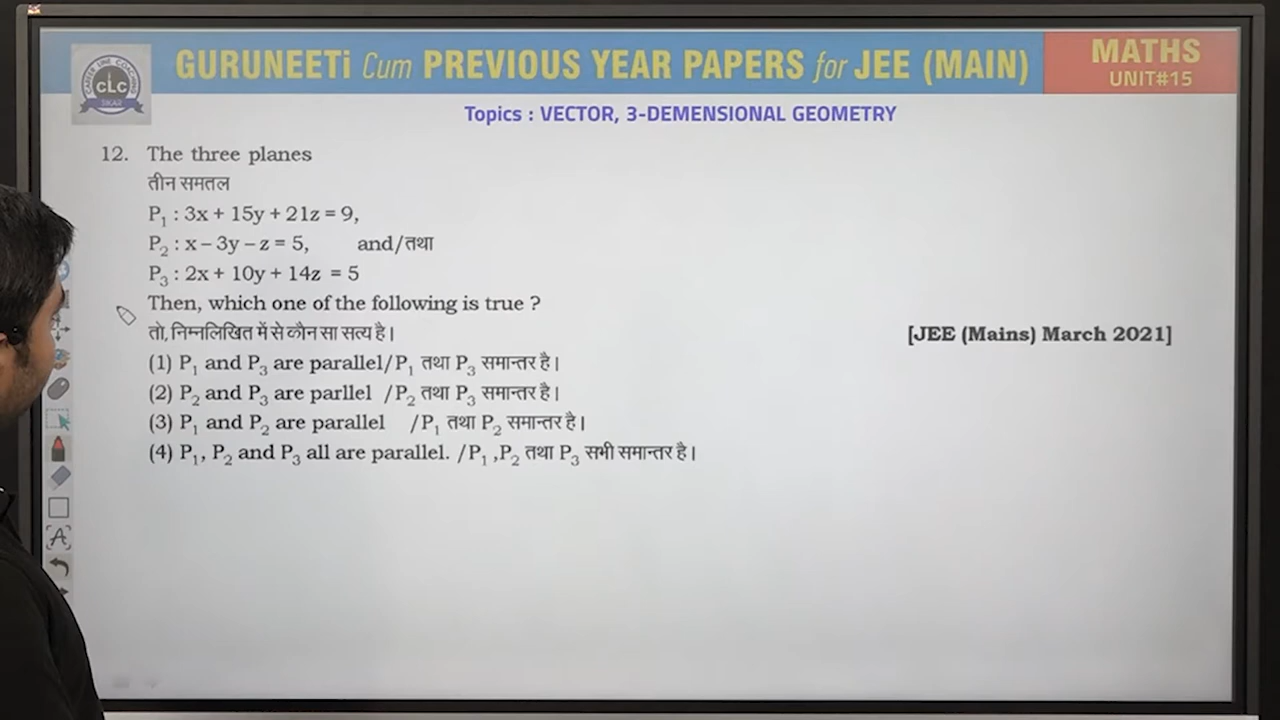 GURUNEETi Cum PREVIOUS YEAR PAPERS for JEE (MAIN)
MATHS
UNIT#15
CLC
SIKAR
Topics : VECTOR, 3-DEMENSIONAL GEOMETRY
12. The three planes
तीन समतल
P₁ : 3x + 15y + 21z = 9,
P₂ : x – 3y – z = 5, and/तथा
P₃ : 2x + 10y + 14z = 5
Then, which one of the following is true ?
तो, निम्नलिखित में से कौन सा सत्य है।
[JEE (Mains) March 2021]
(1) P₁ and P₃ are parallel/P₁ तथा P₃ समान्तर है।
(2) P₂ and P₃ are parllel /P₂ तथा P₃ समान्तर है।
(3) P₁ and P₂ are parallel /P₁ तथा P₂ समान्तर है।
(4) P₁, P₂ and P₃ all are parallel. /P₁ ,P₂ तथा P₃ सभी समान्तर है।